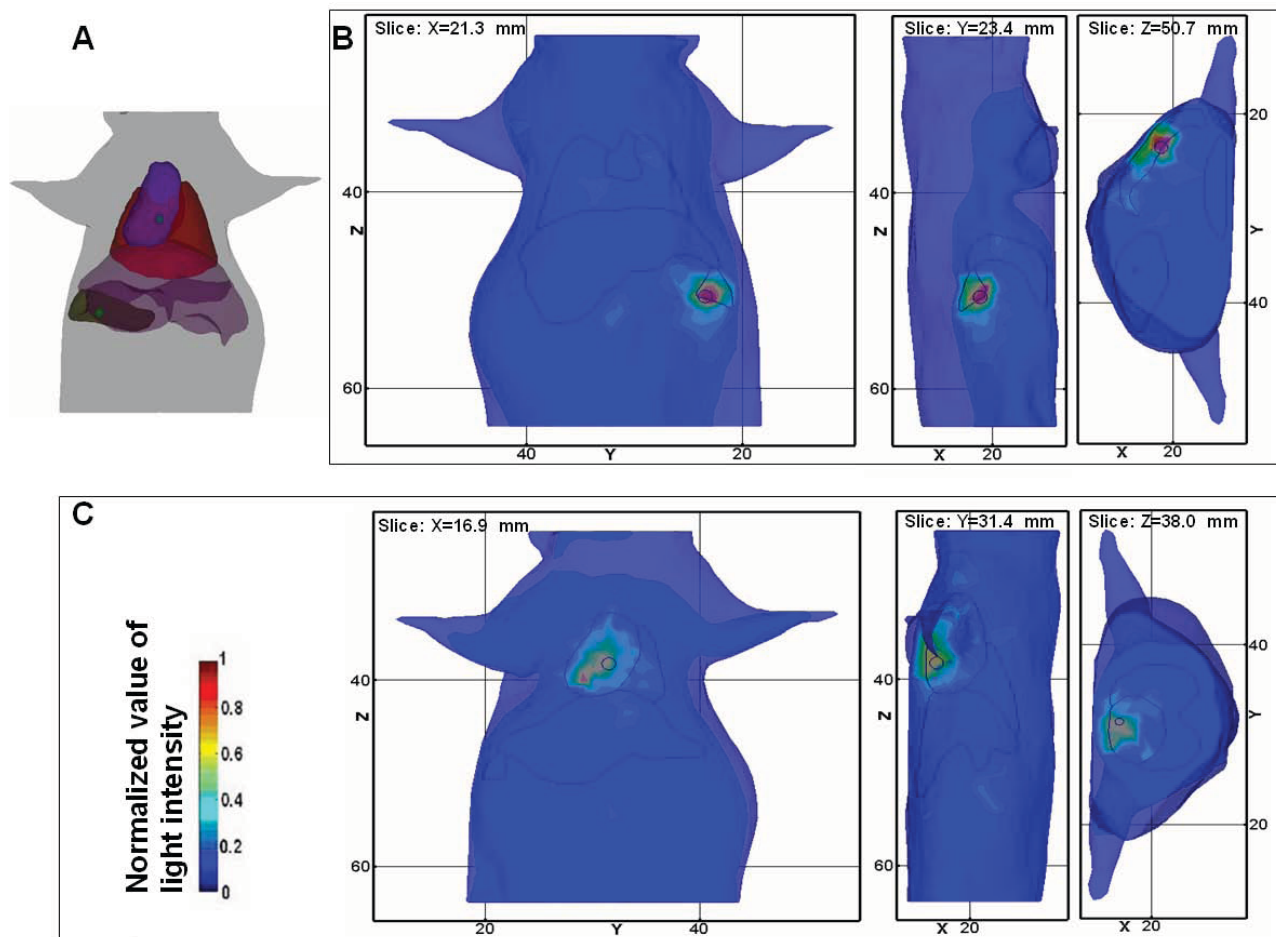 A
B
Slice: X=21.3 mm
Slice: Y=23.4 mm
Slice: Z=50.7 mm
40
Z
60
40
Y
20
40
Z
60
X
20
20
Y
40
X
20
C
Slice: X=16.9 mm
Slice: Y=31.4 mm
Slice: Z=38.0 mm
Normalized value of
light intensity
1
0.8
0.6
0.4
0.2
0
40
Z
60
20
Y
40
40
Z
60
X
20
40
Y
20
X
20